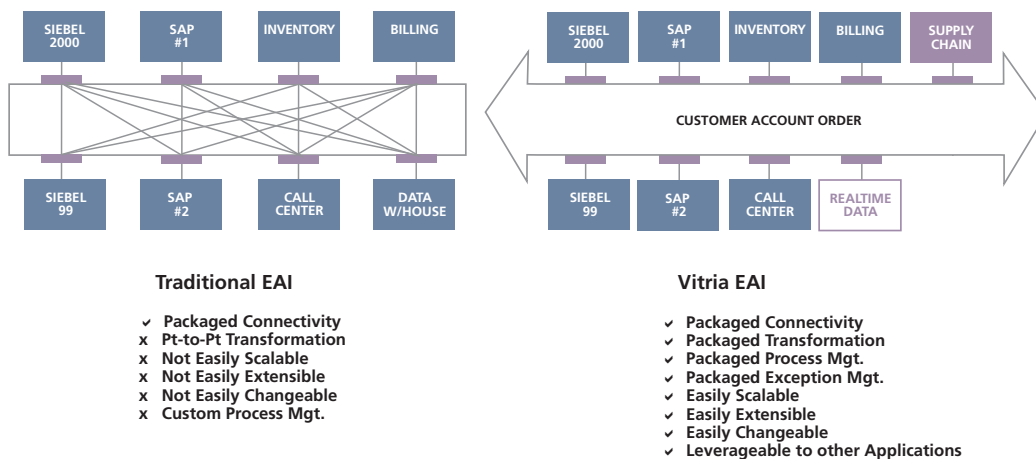 SIEBEL
2000
SAP
#1
INVENTORY
BILLING
SIEBEL
99
SAP
#2
CALL
CENTER
DATA
W/HOUSE
SIEBEL
2000
SAP
#1
INVENTORY
BILLING
SUPPLY
CHAIN
CUSTOMER ACCOUNT ORDER
SIEBEL
99
SAP
#2
CALL
CENTER
REALTIME
DATA
Traditional EAI
✓ Packaged Connectivity
x Pt-to-Pt Transformation
x Not Easily Scalable
x Not Easily Extensible
x Not Easily Changeable
x Custom Process Mgt.
Vitria EAI
✓ Packaged Connectivity
✓ Packaged Transformation
✓ Packaged Process Mgt.
✓ Packaged Exception Mgt.
✓ Easily Scalable
✓ Easily Extensible
✓ Easily Changeable
✓ Leverageable to other Applications